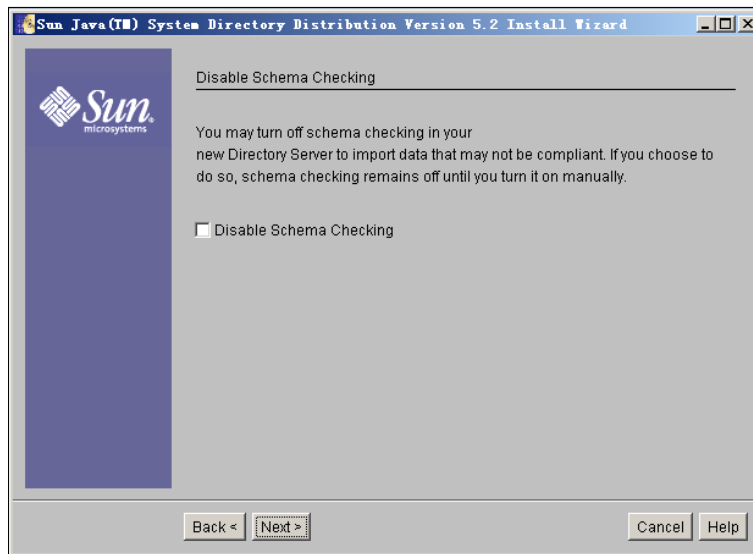 Sun Java(TM) System Directory Distribution Version 5.2 Install Wizard
Sun.
microsystems
Disable Schema Checking
You may turn off schema checking in your
new Directory Server to import data that may not be compliant. If you choose to
do so, schema checking remains off until you turn it on manually.
Disable Schema Checking
Back < Next > Cancel Help